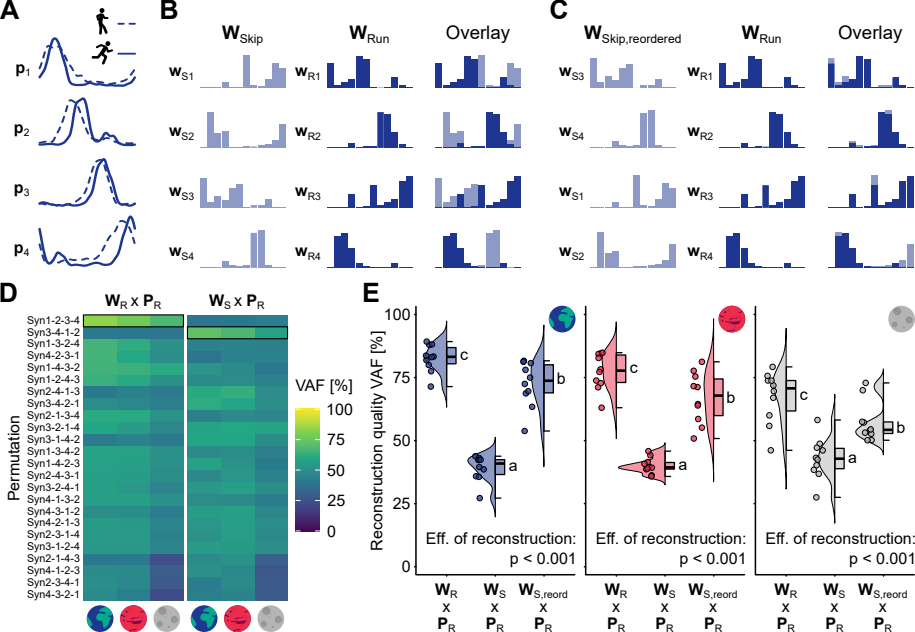 A
p1
p2
p3
p4
B
WSkip
WRun
Overlay
wS1
wR1
wS2
wR2
wS3
wR3
wS4
wR4
C
WSkip,reordered
WRun
Overlay
wS3
wR1
wS4
wR2
wS1
wR3
wS2
wR4
D
WR x PR
WS x PR
Permutation
Syn1-2-3-4
Syn3-4-1-2
Syn1-3-2-4
Syn4-2-3-1
Syn1-4-3-2
Syn1-2-4-3
Syn2-4-1-3
Syn3-4-2-1
Syn2-1-3-4
Syn3-2-1-4
Syn3-1-4-2
Syn1-3-4-2
Syn1-4-2-3
Syn2-4-3-1
Syn3-2-4-1
Syn4-1-3-2
Syn4-3-1-2
Syn4-2-1-3
Syn2-3-1-4
Syn3-1-2-4
Syn2-1-4-3
Syn4-1-2-3
Syn2-3-4-1
Syn4-3-2-1
VAF [%]
100
75
50
25
0
E
Reconstruction quality VAF [%]
100
75
50
25
0
c
a
b
Eff. of reconstruction:
p < 0.001
c
a
b
Eff. of reconstruction:
p < 0.001
c
a
b
Eff. of reconstruction:
p < 0.001
WR WS WS,reord
x x x
PR PR PR
WR WS WS,reord
x x x
PR PR PR
WR WS WS,reord
x x x
PR PR PR